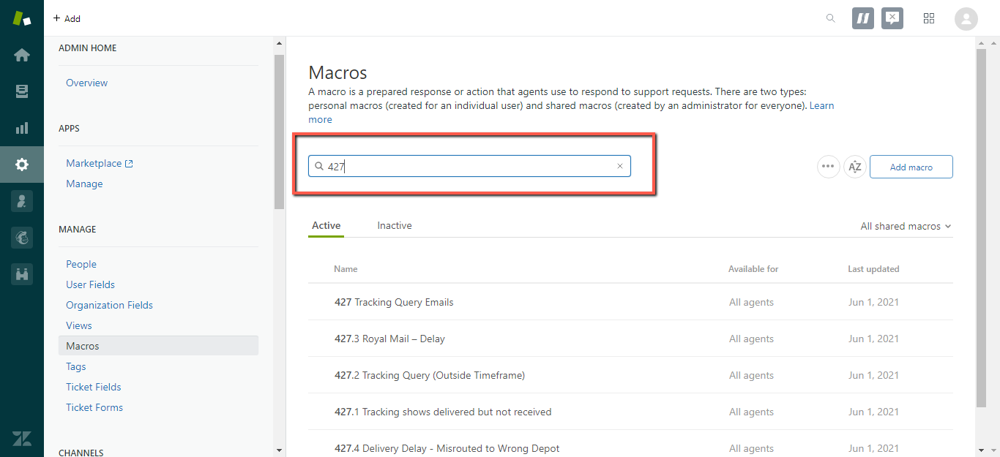 + Add
ADMIN HOME
Overview
APPS
Marketplace
Manage
MANAGE
People
User Fields
Organization Fields
Views
Macros
Tags
Ticket Fields
Ticket Forms
CHANNELS
Macros
A macro is a prepared response or action that agents use to respond to support requests. There are two types:
personal macros (created for an individual user) and shared macros (created by an administrator for everyone). Learn
more
427
AZ
Add macro
Active Inactive All shared macros
Name Available for Last updated
427 Tracking Query Emails All agents Jun 1, 2021
427.3 Royal Mail – Delay All agents Jun 1, 2021
427.2 Tracking Query (Outside Timeframe) All agents Jun 1, 2021
427.1 Tracking shows delivered but not received All agents Jun 1, 2021
427.4 Delivery Delay - Misrouted to Wrong Depot All agents Jun 1, 2021